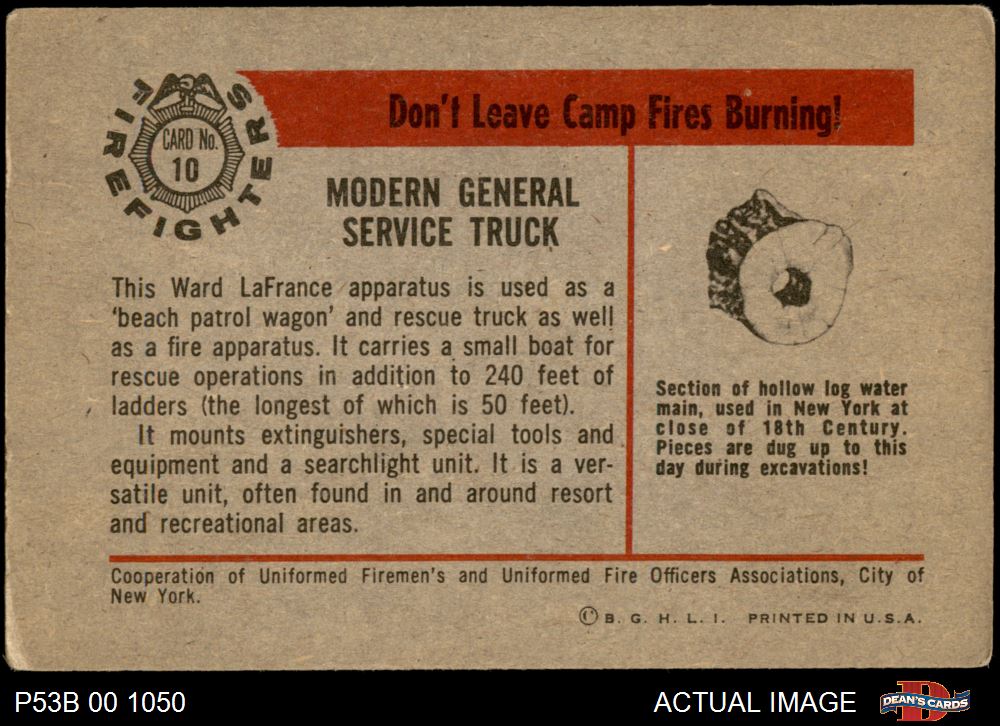 FIREFIGHTERS
CARD No.
10
Don't Leave Camp Fires Burning!
MODERN GENERAL
SERVICE TRUCK
This Ward LaFrance apparatus is used as a
'beach patrol wagon' and rescue truck as well
as a fire apparatus. It carries a small boat for
rescue operations in addition to 240 feet of
ladders (the longest of which is 50 feet).
It mounts extinguishers, special tools and
equipment and a searchlight unit. It is a ver-
satile unit, often found in and around resort
and recreational areas.
Section of hollow log water
main, used in New York at
close of 18th Century.
Pieces are dug up to this
day during excavations!
Cooperation of Uniformed Firemen's and Uniformed Fire Officers Associations, City of
New York.
© B. G. H. L. I. PRINTED IN U.S.A.
P53B 00 1050
ACTUAL IMAGE
D
DEAN'S CARDS